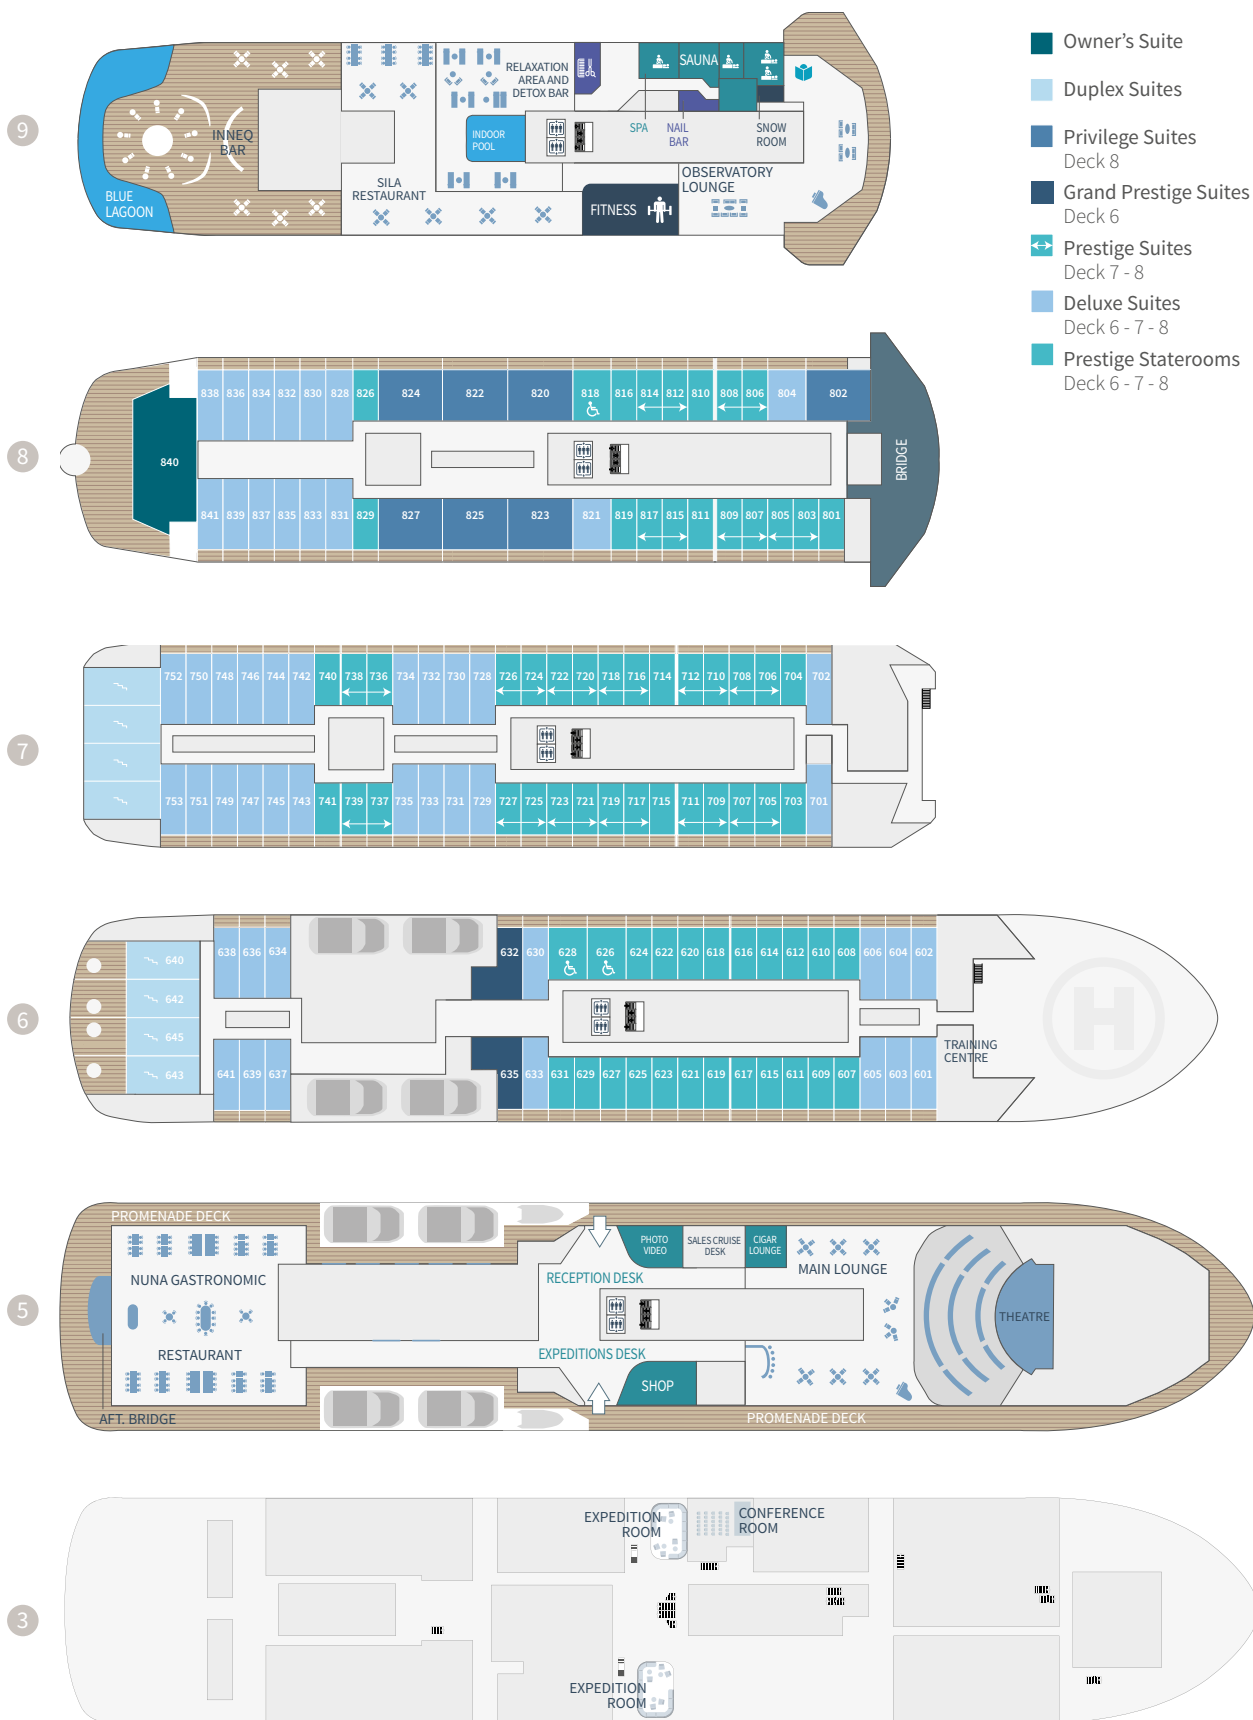 Owner's Suite
Duplex Suites
Privilege Suites
Deck 8
Grand Prestige Suites
Deck 6
Prestige Suites
Deck 7 - 8
Deluxe Suites
Deck 6 - 7 - 8
Prestige Staterooms
Deck 6 - 7 - 8
9
BLUE
LAGOON
INNEQ
BAR
SILA
RESTAURANT
RELAXATION
AREA AND
DETOX BAR
INDOOR
POOL
SAUNA
SPA
NAIL
BAR
SNOW
ROOM
OBSERVATORY
LOUNGE
FITNESS
8
838 836 834 832 830 828 826 824 822 820 818 816 814 812 810 808 806 804 802
840
BRIDGE
841 839 837 835 833 831 829 827 825 823 821 819 817 815 811 809 807 805 803 801
7
752 750 748 746 744 742 740 738 736 734 732 730 728 726 724 722 720 718 716 714 712 710 708 706 704 702
753 751 749 747 745 743 741 739 737 735 733 731 729 727 725 723 721 719 717 715 711 709 707 705 703 701
6
638 636 634 632 630 628 626 624 622 620 618 616 614 612 610 608 606 604 602
640
642
645
643
H
TRAINING
CENTRE
641 639 637 635 633 631 629 627 625 623 621 619 617 615 611 609 607 605 603 601
5
PROMENADE DECK
NUNA GASTRONOMIC
RESTAURANT
AFT. BRIDGE
PHOTO
VIDEO
SALES CRUISE
DESK
CIGAR
LOUNGE
RECEPTION DESK
MAIN LOUNGE
THEATRE
EXPEDITIONS DESK
SHOP
PROMENADE DECK
3
EXPEDITION
ROOM
CONFERENCE
ROOM
EXPEDITION
ROOM